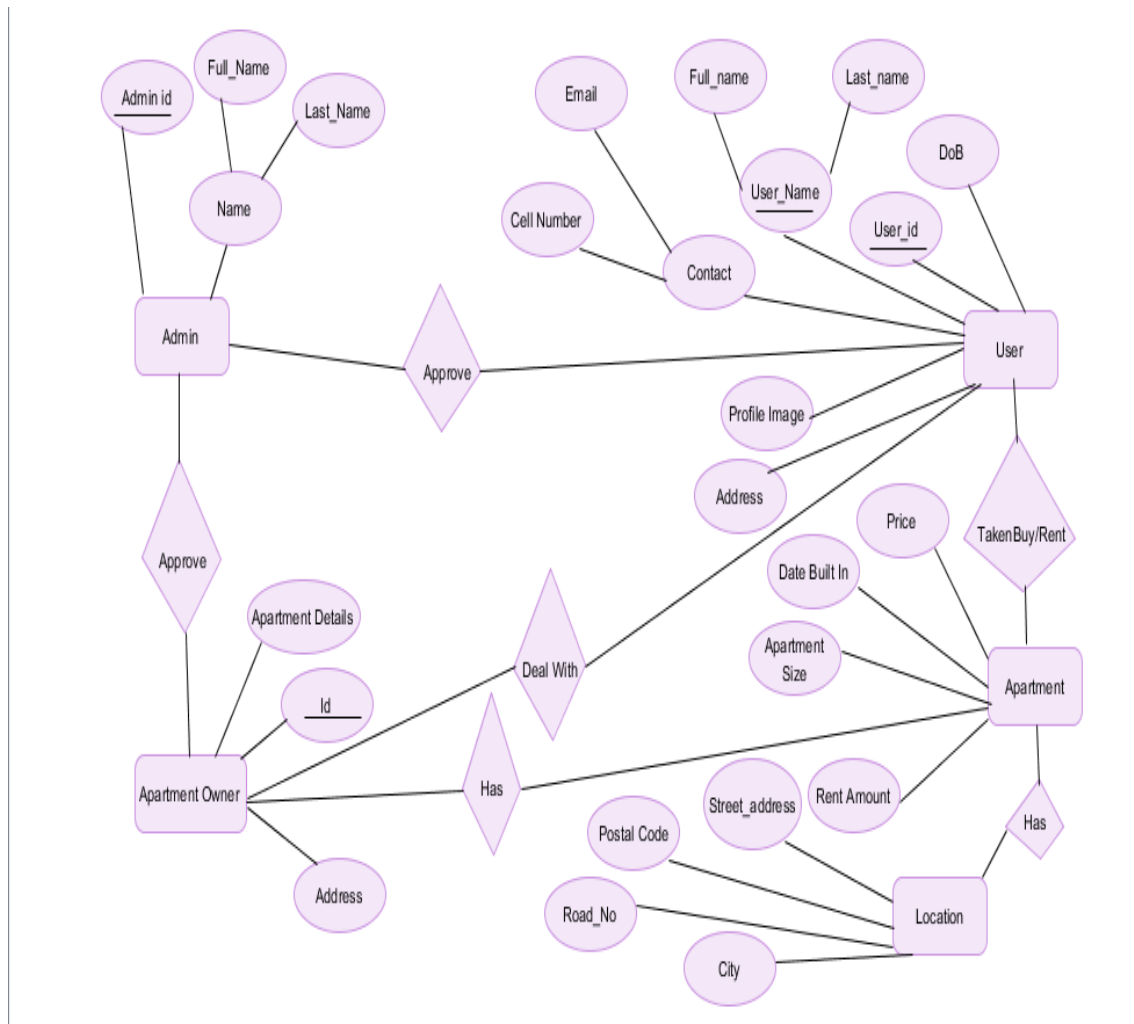 Full_Name
Admin id
Last_Name
Name
Email
Full_name
Last_name
DoB
User_Name
Cell Number
User_id
Contact
Admin
Approve
User
Profile Image
Address
Price
TakenBuy/Rent
Approve
Date Built In
Apartment Details
Apartment
Size
Deal With
Apartment
Id
Apartment Owner
Has
Rent Amount
Street_address
Has
Postal Code
Address
Road_No
Location
City